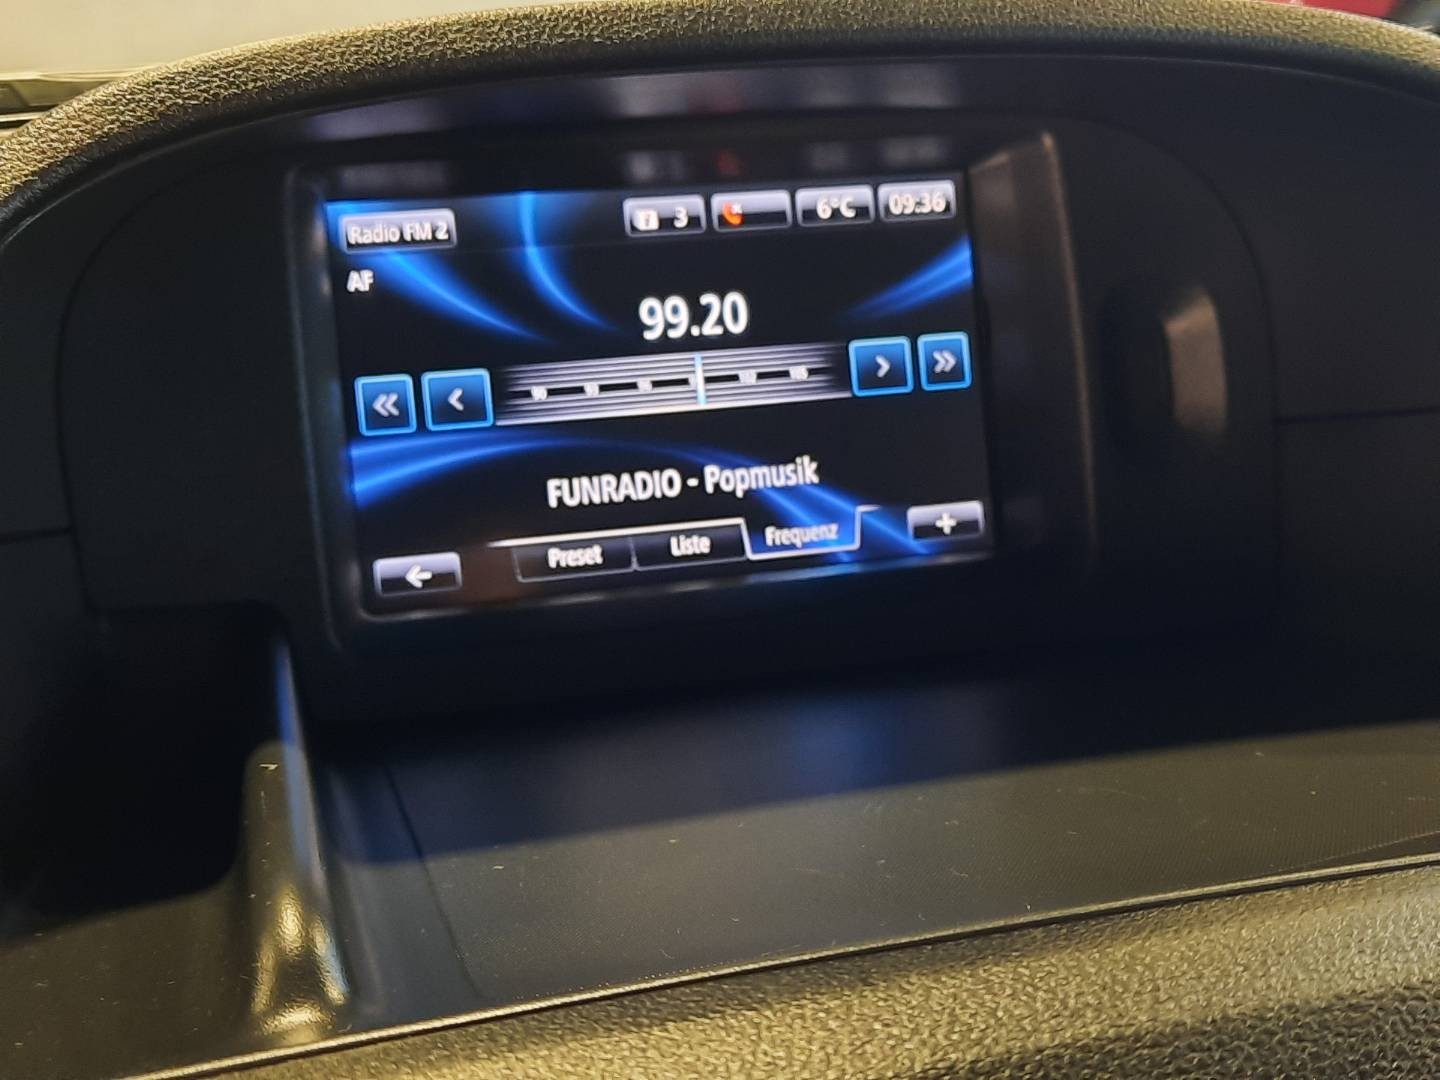 Radio FM 2
3
6°C
09:36
AF
99.20
FUNRADIO - Popmusik
Preset
Liste
Frequenz